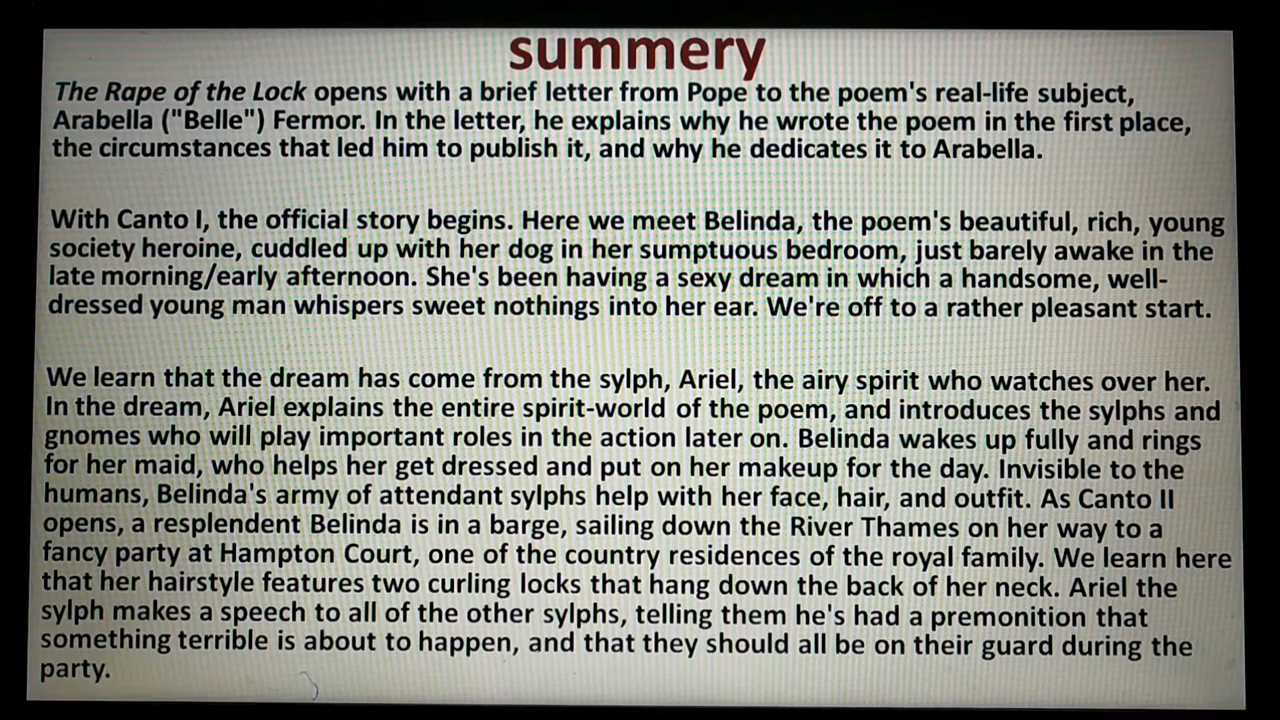 summery
The Rape of the Lock opens with a brief letter from Pope to the poem's real-life subject,
Arabella ("Belle") Fermor. In the letter, he explains why he wrote the poem in the first place,
the circumstances that led him to publish it, and why he dedicates it to Arabella.
With Canto I, the official story begins. Here we meet Belinda, the poem's beautiful, rich, young
society heroine, cuddled up with her dog in her sumptuous bedroom, just barely awake in the
late morning/early afternoon. She's been having a sexy dream in which a handsome, well-
dressed young man whispers sweet nothings into her ear. We're off to a rather pleasant start.
We learn that the dream has come from the sylph, Ariel, the airy spirit who watches over her.
In the dream, Ariel explains the entire spirit-world of the poem, and introduces the sylphs and
gnomes who will play important roles in the action later on. Belinda wakes up fully and rings
for her maid, who helps her get dressed and put on her makeup for the day. Invisible to the
humans, Belinda's army of attendant sylphs help with her face, hair, and outfit. As Canto II
opens, a resplendent Belinda is in a barge, sailing down the River Thames on her way to a
fancy party at Hampton Court, one of the country residences of the royal family. We learn here
that her hairstyle features two curling locks that hang down the back of her neck. Ariel the
sylph makes a speech to all of the other sylphs, telling them he's had a premonition that
something terrible is about to happen, and that they should all be on their guard during the
party.